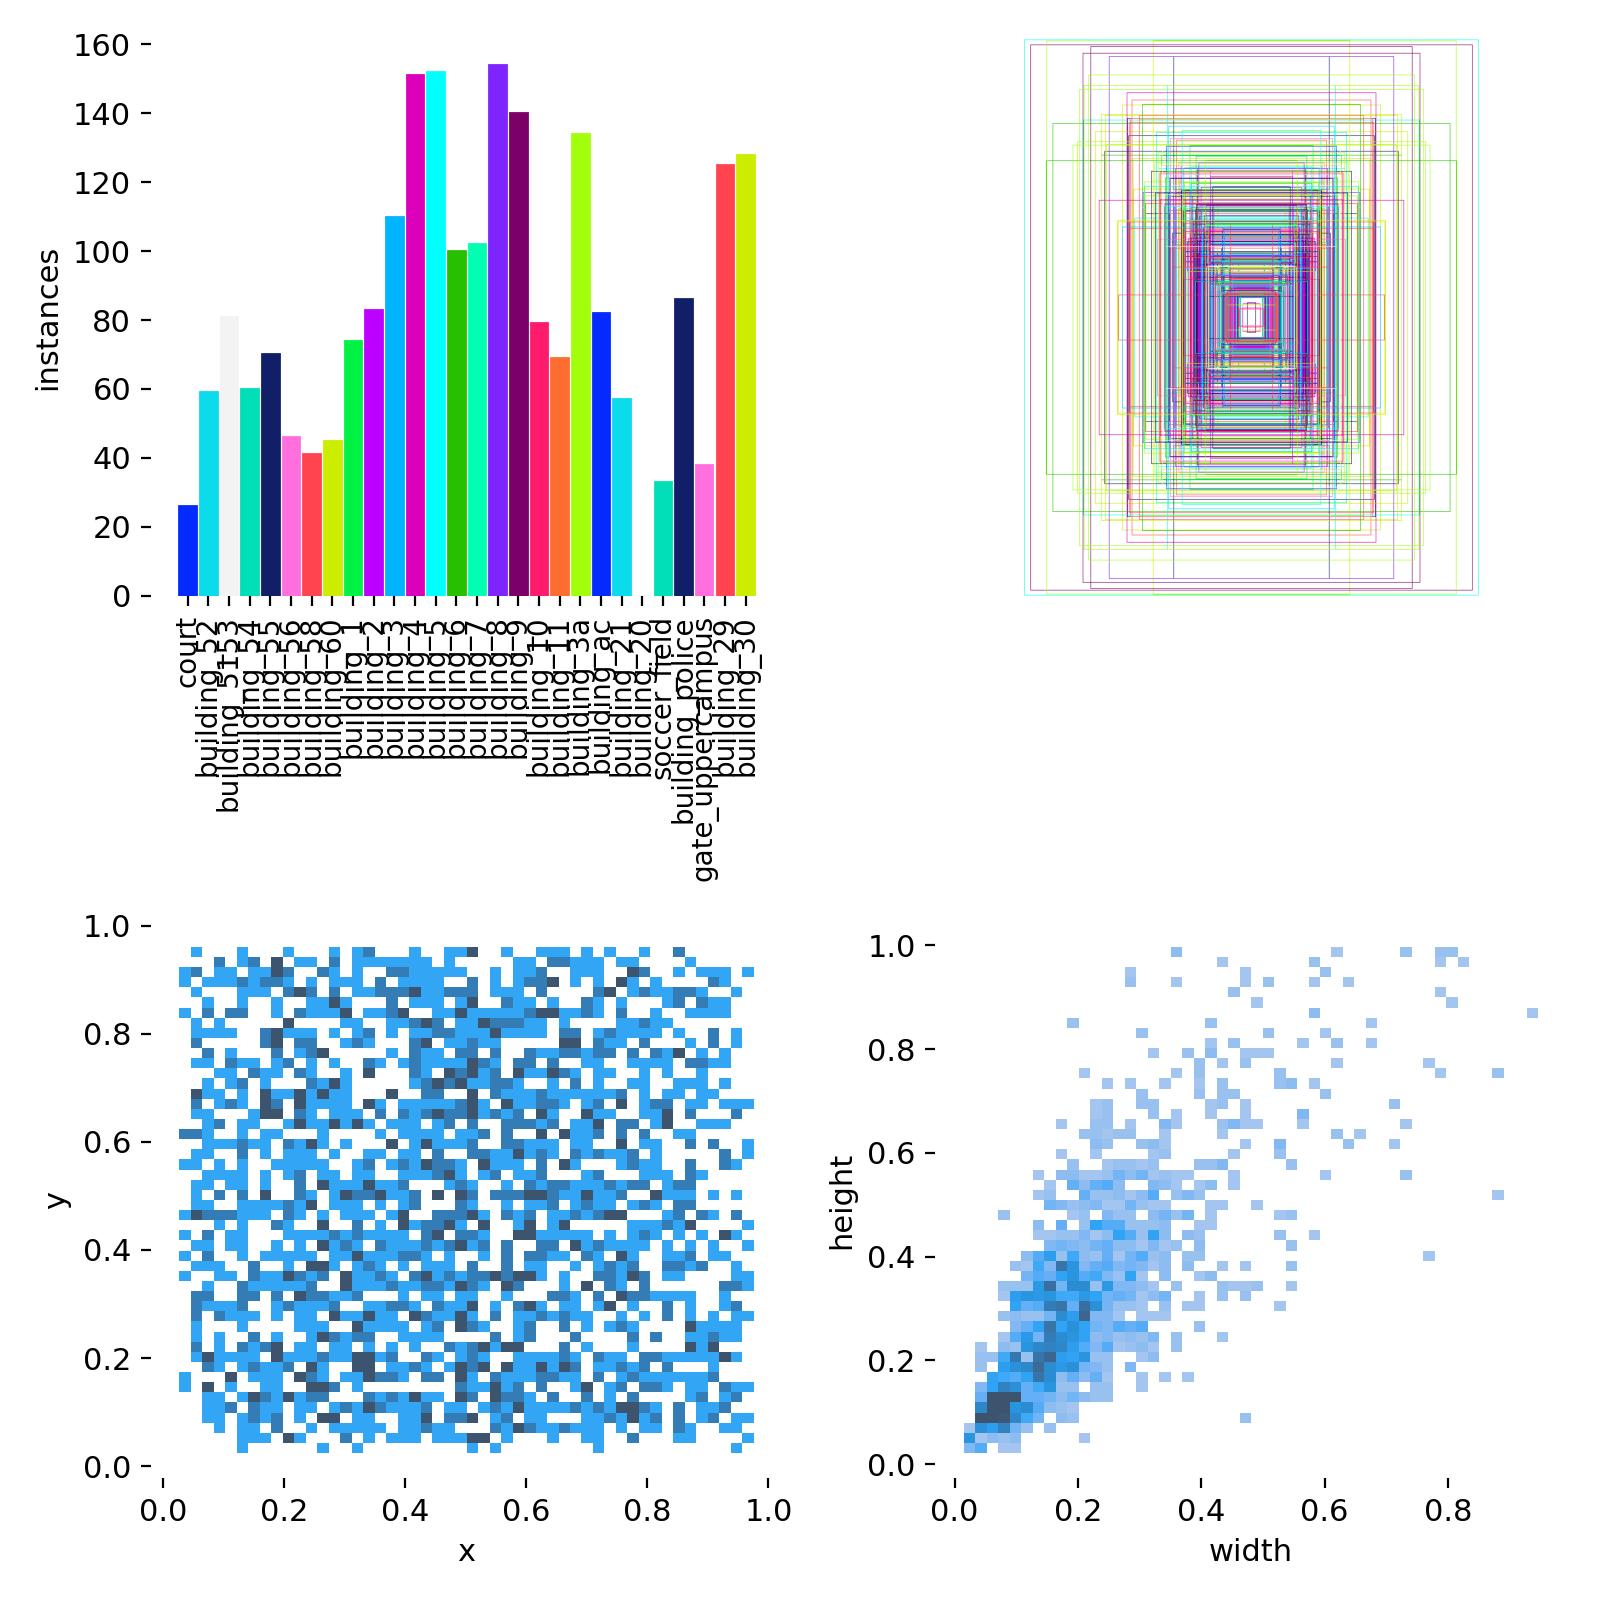 160
140
120
100
80
60
40
20
0
instances
court
building_52
building_5153
building_54
building_55
building_56
building_58
building_60
building_1
building_2
building_3
building_4
building_5
building_6
building_7
building_8
building_9
building_10
building_11
building_3a
building_ac
building_21
building_20
soccer_field
building_police
gate_uppercampus
building_29
building_30
1.0
0.8
0.6
0.4
0.2
0.0
y
0.0 0.2 0.4 0.6 0.8 1.0
x
1.0
0.8
0.6
0.4
0.2
0.0
height
0.0 0.2 0.4 0.6 0.8
width